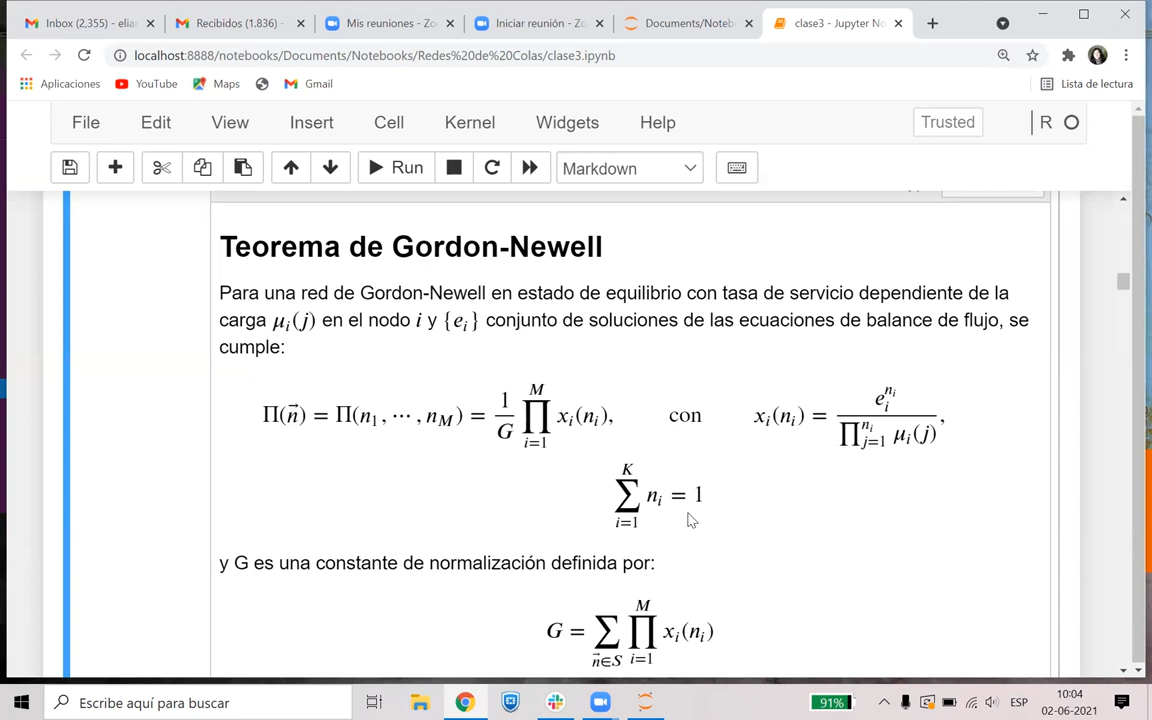 Inbox (2,355) - elian
Recibidos (1.836) -
Mis reuniones - Zo
Iniciar reunión - Zo
Documents/Noteb
clase3 - Jupyter No
localhost:8888/notebooks/Documents/Notebooks/Redes%20de%20Colas/clase3.ipynb
Aplicaciones YouTube Maps Gmail Lista de lectura
File Edit View Insert Cell Kernel Widgets Help Trusted R
Run Markdown
Teorema de Gordon-Newell
Para una red de Gordon-Newell en estado de equilibrio con tasa de servicio dependiente de la
carga μ_i(j) en el nodo i y {e_i} conjunto de soluciones de las ecuaciones de balance de flujo, se
cumple:
Π(n⃗) = Π(n_1, ⋯, n_M) = 1/G ∏_{i=1}^{M} x_i(n_i), con x_i(n_i) = e_i^{n_i} / ∏_{j=1}^{n_i} μ_i(j),
∑_{i=1}^{K} n_i = 1
y G es una constante de normalización definida por:
G = ∑_{n⃗∈S} ∏_{i=1}^{M} x_i(n_i)
Escribe aquí para buscar
91%
ESP
10:04
02-06-2021